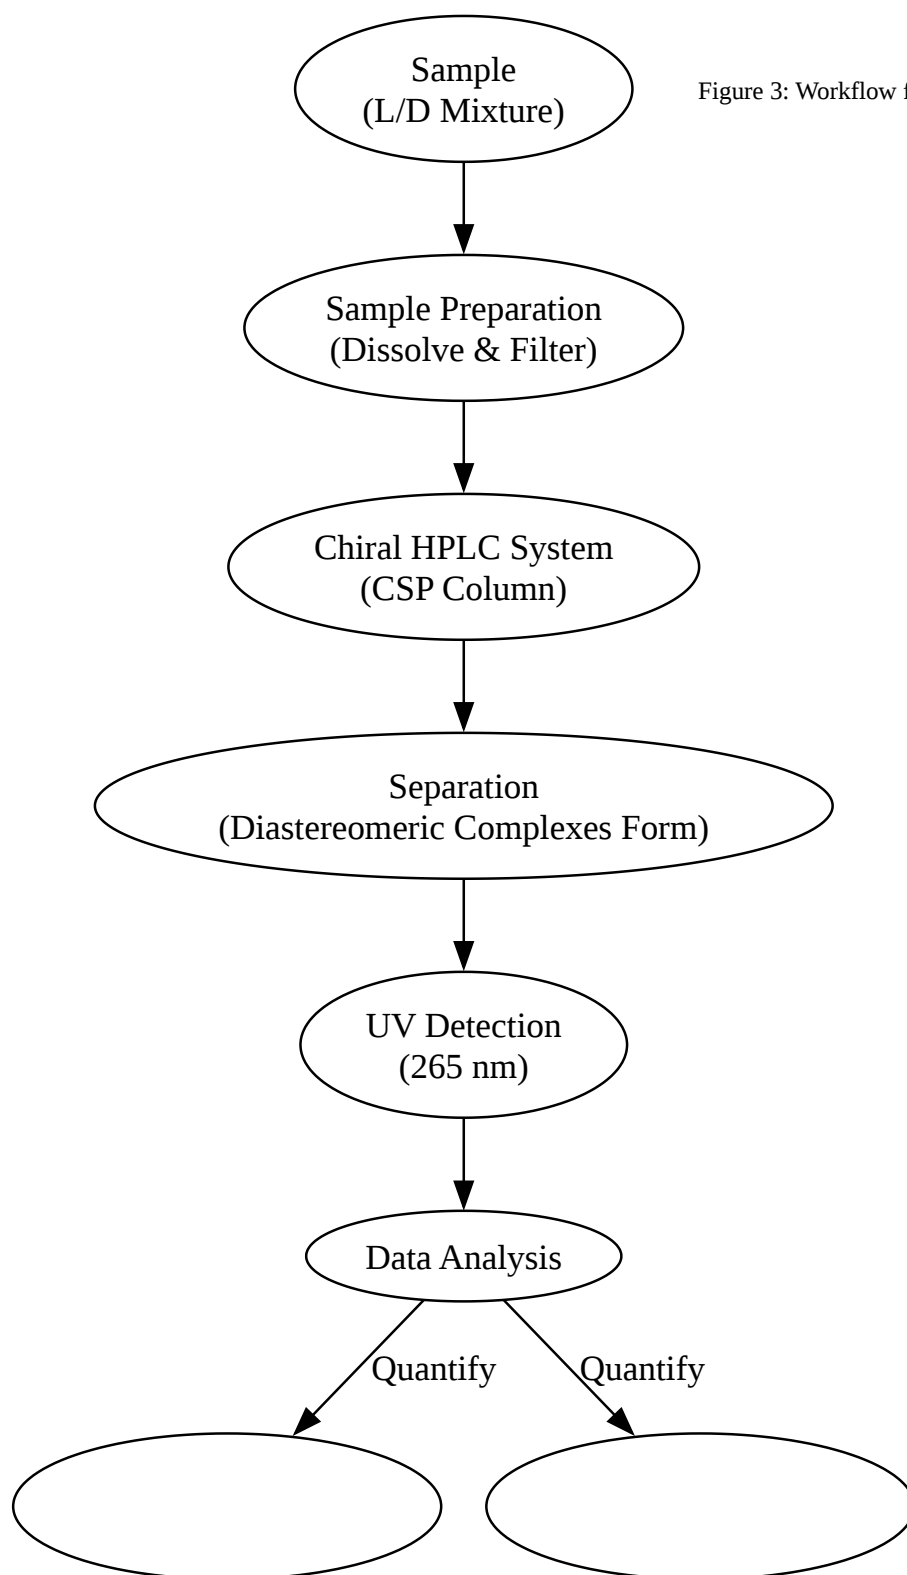 Sample
(L/D Mixture)
Figure 3: Workflow f
Sample Preparation
(Dissolve & Filter)
Chiral HPLC System
(CSP Column)
Separation
(Diastereomeric Complexes Form)
UV Detection
(265 nm)
Data Analysis
Quantify
Quantify